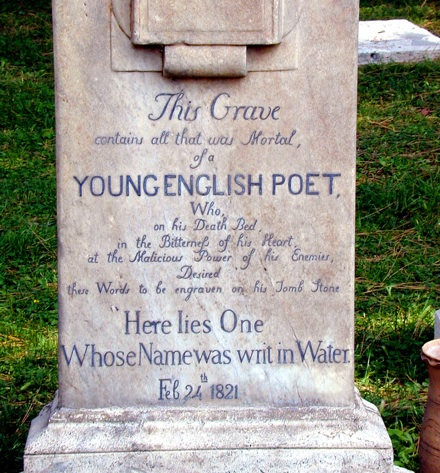 This Grave
contains all that was Mortal,
of a
YOUNG ENGLISH POET,
Who,
on his Death Bed,
in the Bitterneſs of his Heart,
at the Malicious Power of his Enemies,
Desired
these Words to be engraven on his Tomb Stone
"Here lies One
Whose Name was writ in Water.
Feb 24th 1821